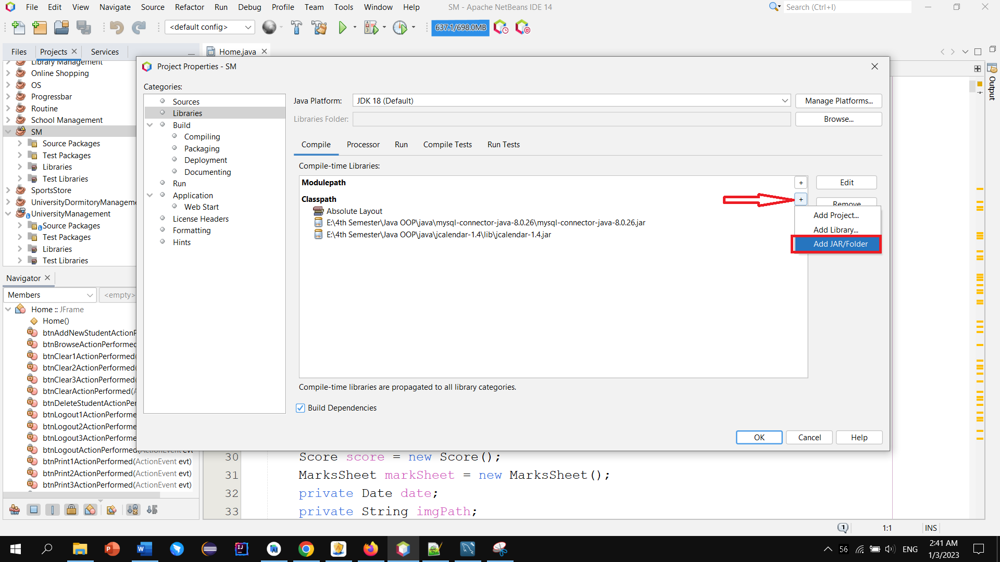 File Edit View Navigate Source Refactor Run Debug Profile Team Tools Window Help
SM - Apache NetBeans IDE 14
Search (Ctrl+I)
<default config>
637.1/698.0MB
Files Projects Services
Home.java
Library Management
Online Shopping
OS
Progressbar
Routine
School Management
SM
Source Packages
Test Packages
Libraries
Test Libraries
SportsStore
UniversityDormitoryManageme
UniversityManagement
Source Packages
Test Packages
Libraries
Test Libraries
Navigator
Members
<empty>
Home :: JFrame
Home()
btnAddNewStudentActionP
btnBrowseActionPerformed
btnClear1ActionPerformed(
btnClear2ActionPerformed(
btnClear3ActionPerformed(
btnClearActionPerformed(A
btnDeleteStudentActionPer
btnLogout1ActionPerforme
btnLogout2ActionPerforme
btnLogout3ActionPerforme
btnLogoutActionPerformed(ActionEvent evt
btnPrint1ActionPerformed(ActionEvent evt)
btnPrint2ActionPerformed(ActionEvent evt)
btnPrint3ActionPerformed(ActionEvent evt)
Project Properties - SM
Categories:
Sources
Libraries
Build
Compiling
Packaging
Deployment
Documenting
Run
Application
Web Start
License Headers
Formatting
Hints
Java Platform: JDK 18 (Default) Manage Platforms...
Libraries Folder: Browse...
Compile Processor Run Compile Tests Run Tests
Compile-time Libraries:
Modulepath
+
Edit
Classpath
+
Remove
Absolute Layout
E:\4th Semester\Java OOP\java\mysql-connector-java-8.0.26\mysql-connector-java-8.0.26.jar
E:\4th Semester\Java OOP\java\jcalendar-1.4\lib\jcalendar-1.4.jar
Add Project...
Add Library...
Add JAR/Folder
Compile-time libraries are propagated to all library categories.
Build Dependencies
OK Cancel Help
Output
30 Score score = new Score();
31 MarksSheet markSheet = new MarksSheet();
32 private Date date;
33 private String imgPath;
1
1:1
INS
56
ENG
2:41 AM
1/3/2023